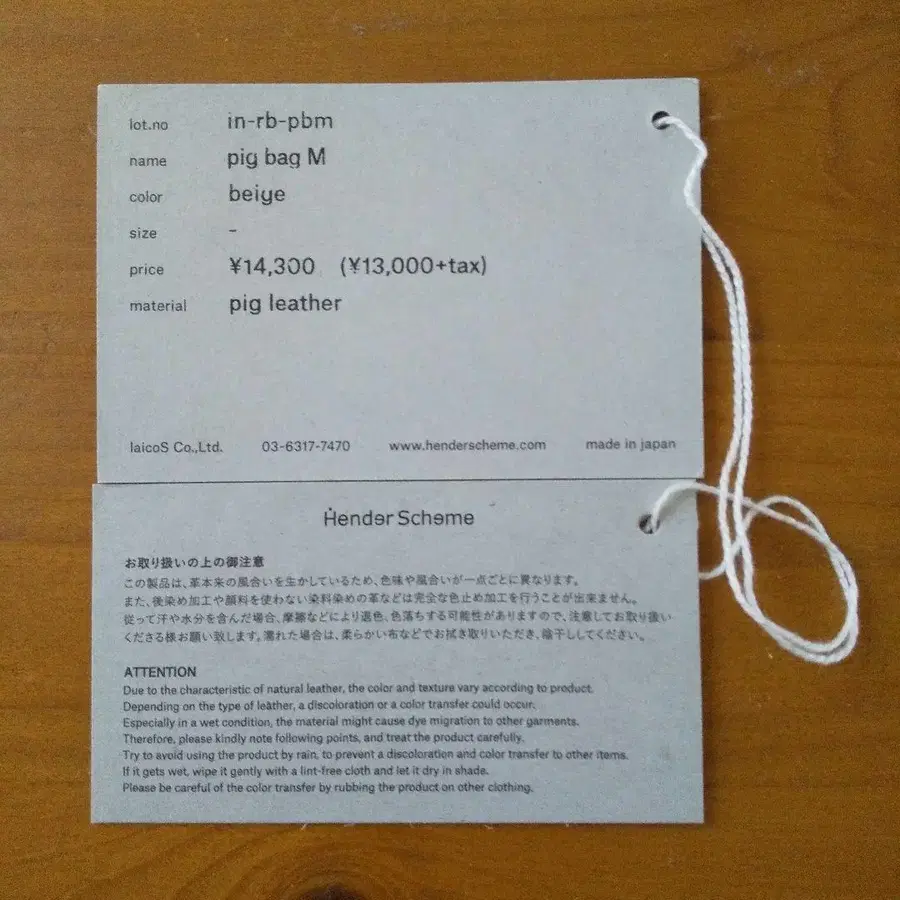 lot.no in-rb-pbm
name pig bag M
color beige
size -
price ¥14,300 (¥13,000+tax)
material pig leather
laicoS Co.,Ltd. 03-6317-7470 www.henderscheme.com made in japan
Hender Scheme
お取り扱いの上の御注意
この製品は、革本来の風合いを生かしているため、色味や風合いが一点ごとに異なります。
また、後染め加工や顔料を使わない染料染めの革などは完全な色止め加工を行うことが出来ません。
従って汗や水分を含んだ場合、摩擦などにより退色、色落ちする可能性がありますので、注意してお取り扱い
くださる様お願い致します。濡れた場合は、柔らかい布などでお拭き取りいただき、陰干ししてください。
ATTENTION
Due to the characteristic of natural leather, the color and texture vary according to product.
Depending on the type of leather, a discoloration or a color transfer could occur.
Especially in a wet condition, the material might cause dye migration to other garments.
Therefore, please kindly note following points, and treat the product carefully.
Try to avoid using the product by rain, to prevent a discoloration and color transfer to other items.
If it gets wet, wipe it gently with a lint-free cloth and let it dry in shade.
Please be careful of the color transfer by rubbing the product on other clothing.